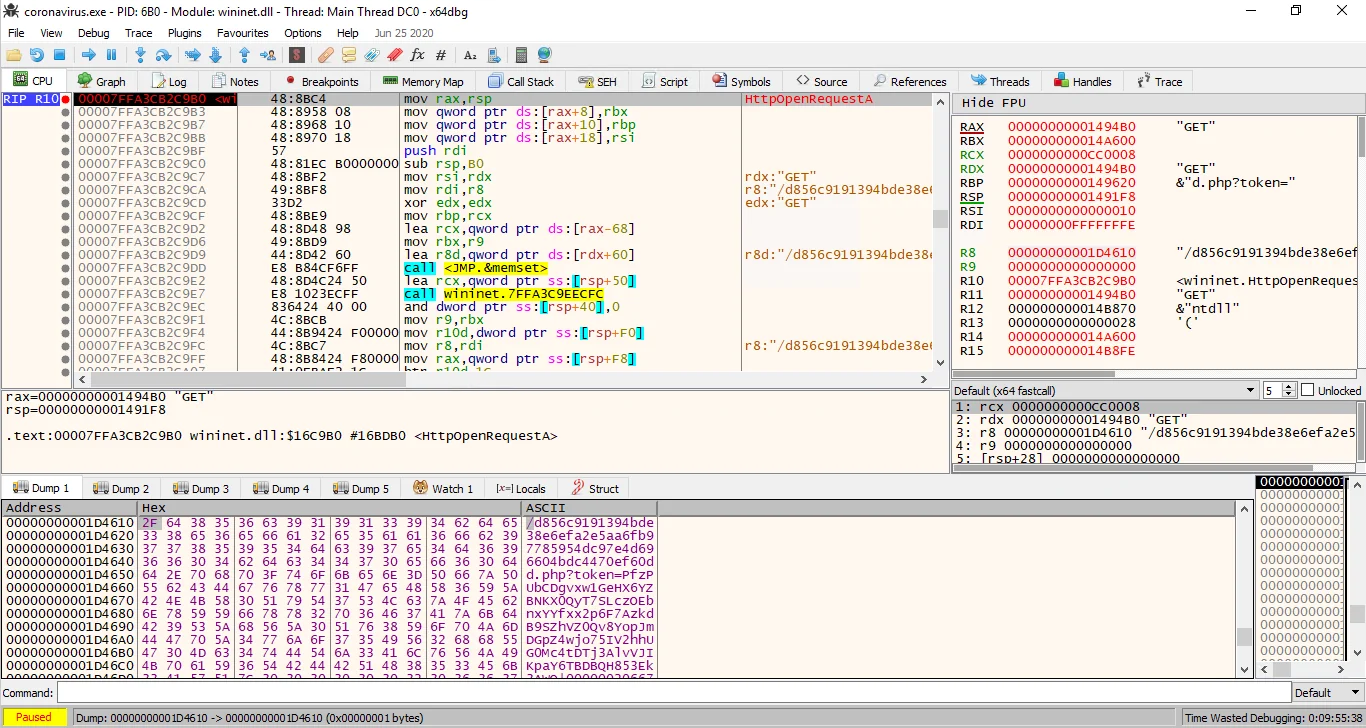 coronavirus.exe - PID: 6B0 - Module: wininet.dll - Thread: Main Thread DC0 - x64dbg
File View Debug Trace Plugins Favourites Options Help Jun 25 2020
CPU Graph Log Notes Breakpoints Memory Map Call Stack SEH Script Symbols Source References Threads Handles Trace
RIP R10 00007FFA3CB2C9B0 <wi 48:8BC4 mov rax,rsp HttpOpenRequestA
00007FFA3CB2C9B3 48:8958 08 mov qword ptr ds:[rax+8],rbx
00007FFA3CB2C9B7 48:8968 10 mov qword ptr ds:[rax+10],rbp
00007FFA3CB2C9BB 48:8970 18 mov qword ptr ds:[rax+18],rsi
00007FFA3CB2C9BF 57 push rdi
00007FFA3CB2C9C0 48:81EC B0000000 sub rsp,B0
00007FFA3CB2C9C7 48:8BF2 mov rsi,rdx rdx:"GET"
00007FFA3CB2C9CA 49:8BF8 mov rdi,r8 r8:"/d856c9191394bde38e6
00007FFA3CB2C9CD 33D2 xor edx,edx edx:"GET"
00007FFA3CB2C9CF 48:8BE9 mov rbp,rcx
00007FFA3CB2C9D2 48:8D48 98 lea rcx,qword ptr ds:[rax-68]
00007FFA3CB2C9D6 49:8BD9 mov rbx,r9
00007FFA3CB2C9D9 44:8D42 60 lea r8d,qword ptr ds:[rdx+60] r8d:"/d856c9191394bde38e
00007FFA3CB2C9DD E8 B84CF6FF call <JMP.&memset>
00007FFA3CB2C9E2 48:8D4C24 50 lea rcx,qword ptr ss:[rsp+50]
00007FFA3CB2C9E7 E8 1023ECFF call wininet.7FFA3C9EECFC
00007FFA3CB2C9EC 836424 40 00 and dword ptr ss:[rsp+40],0
00007FFA3CB2C9F1 4C:8BCB mov r9,rbx
00007FFA3CB2C9F4 44:8B9424 F00000 mov r10d,dword ptr ss:[rsp+F0]
00007FFA3CB2C9FC 4C:8BC7 mov r8,rdi r8:"/d856c9191394bde38e6
00007FFA3CB2C9FF 48:8B8424 F80000 mov rax,qword ptr ss:[rsp+F8]
Hide FPU
RAX 00000000001494B0 "GET"
RBX 000000000014A600
RCX 0000000000CC0008
RDX 00000000001494B0 "GET"
RBP 0000000000149620 &"d.php?token="
RSP 00000000001491F8
RSI 0000000000000010
RDI 00000000FFFFFFFE
R8 00000000001D4610 "/d856c9191394bde38e6ef
R9 0000000000000000
R10 00007FFA3CB2C9B0 <wininet.HttpOpenReques
R11 00000000001494B0 "GET"
R12 000000000014B870 &"ntdll"
R13 0000000000000028 '('
R14 000000000014A600
R15 000000000014B8FE
rax=00000000001494B0 "GET"
rsp=00000000001491F8
.text:00007FFA3CB2C9B0 wininet.dll:$16C9B0 #16BDB0 <HttpOpenRequestA>
Default (x64 fastcall) 5 Unlocked
1: rcx 0000000000CC0008
2: rdx 00000000001494B0 "GET"
3: r8 00000000001D4610 "/d856c9191394bde38e6efa2e5
4: r9 0000000000000000
5: [rsp+28] 0000000000000000
Dump 1 Dump 2 Dump 3 Dump 4 Dump 5 Watch 1 [x=] Locals Struct
Address Hex ASCII
00000000001D4610 2F 64 38 35 36 63 39 31 39 31 33 39 34 62 64 65 /d856c9191394bde
00000000001D4620 33 38 65 36 65 66 61 32 65 35 61 61 36 66 62 39 38e6efa2e5aa6fb9
00000000001D4630 37 37 38 35 39 35 34 64 63 39 37 65 34 64 36 39 7785954dc97e4d69
00000000001D4640 36 36 30 34 62 64 63 34 34 37 30 65 66 36 30 64 6604bdc4470ef60d
00000000001D4650 64 2E 70 68 70 3F 74 6F 6B 65 6E 3D 50 66 7A 50 d.php?token=PfzP
00000000001D4660 55 62 43 44 67 76 78 77 31 47 65 48 58 36 59 5A UbCDgvxw1GeHX6YZ
00000000001D4670 42 4E 4B 58 30 51 79 54 37 53 4C 63 7A 4F 45 62 BNKX0QyT7SLczOEb
00000000001D4680 6E 78 59 59 66 78 78 32 70 36 46 37 41 7A 6B 64 nxYYfxx2p6F7Azkd
00000000001D4690 42 39 53 5A 68 56 5A 30 51 76 38 59 6F 70 4A 6D B9SZhVZ0Qv8YopJm
00000000001D46A0 44 47 70 5A 34 77 6A 6F 37 35 49 56 32 68 68 55 DGpZ4wjo75IV2hhU
00000000001D46B0 47 30 4D 63 34 74 44 54 6A 33 41 6C 76 56 4A 49 G0Mc4tDTj3AlvVJI
00000000001D46C0 4B 70 61 59 36 54 42 44 42 51 48 38 35 33 45 6B KpaY6TBDBQH853Ek
Command: Default
Paused Dump: 00000000001D4610 -> 00000000001D4610 (0x00000001 bytes) Time Wasted Debugging: 0:09:55:38